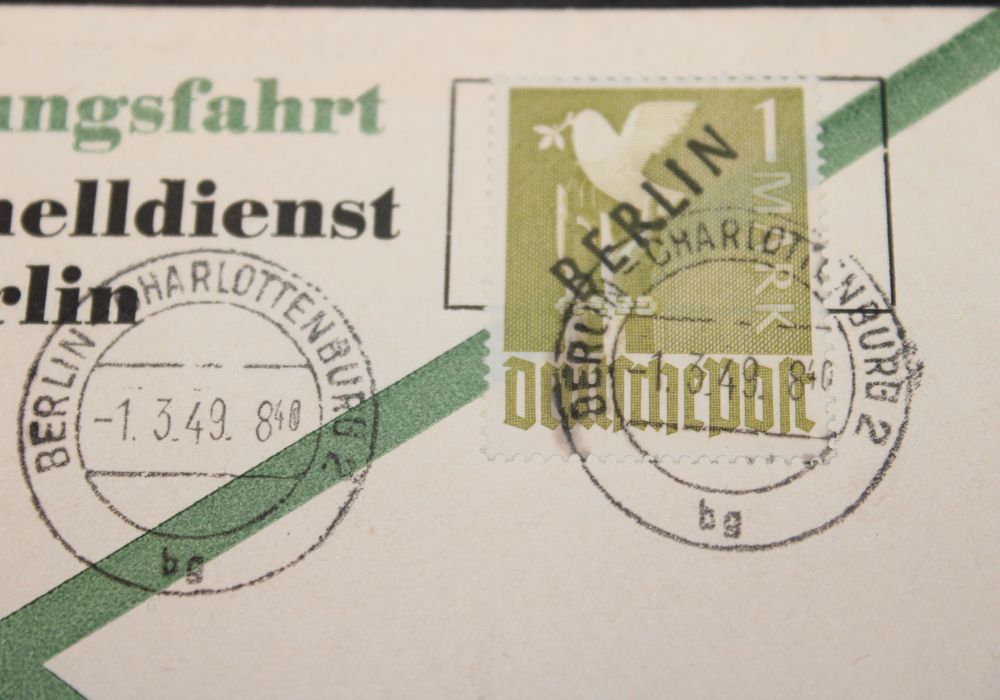 ungsfahrt
nelldienst
rlin
BERLIN-CHARLOTTENBURG 2
-1.3.49. 8⁴⁰
bg
1 MARK
BERLIN
deutsche post
BERLIN-CHARLOTTENBURG 2
-1.3.49. 8⁴⁰
bg